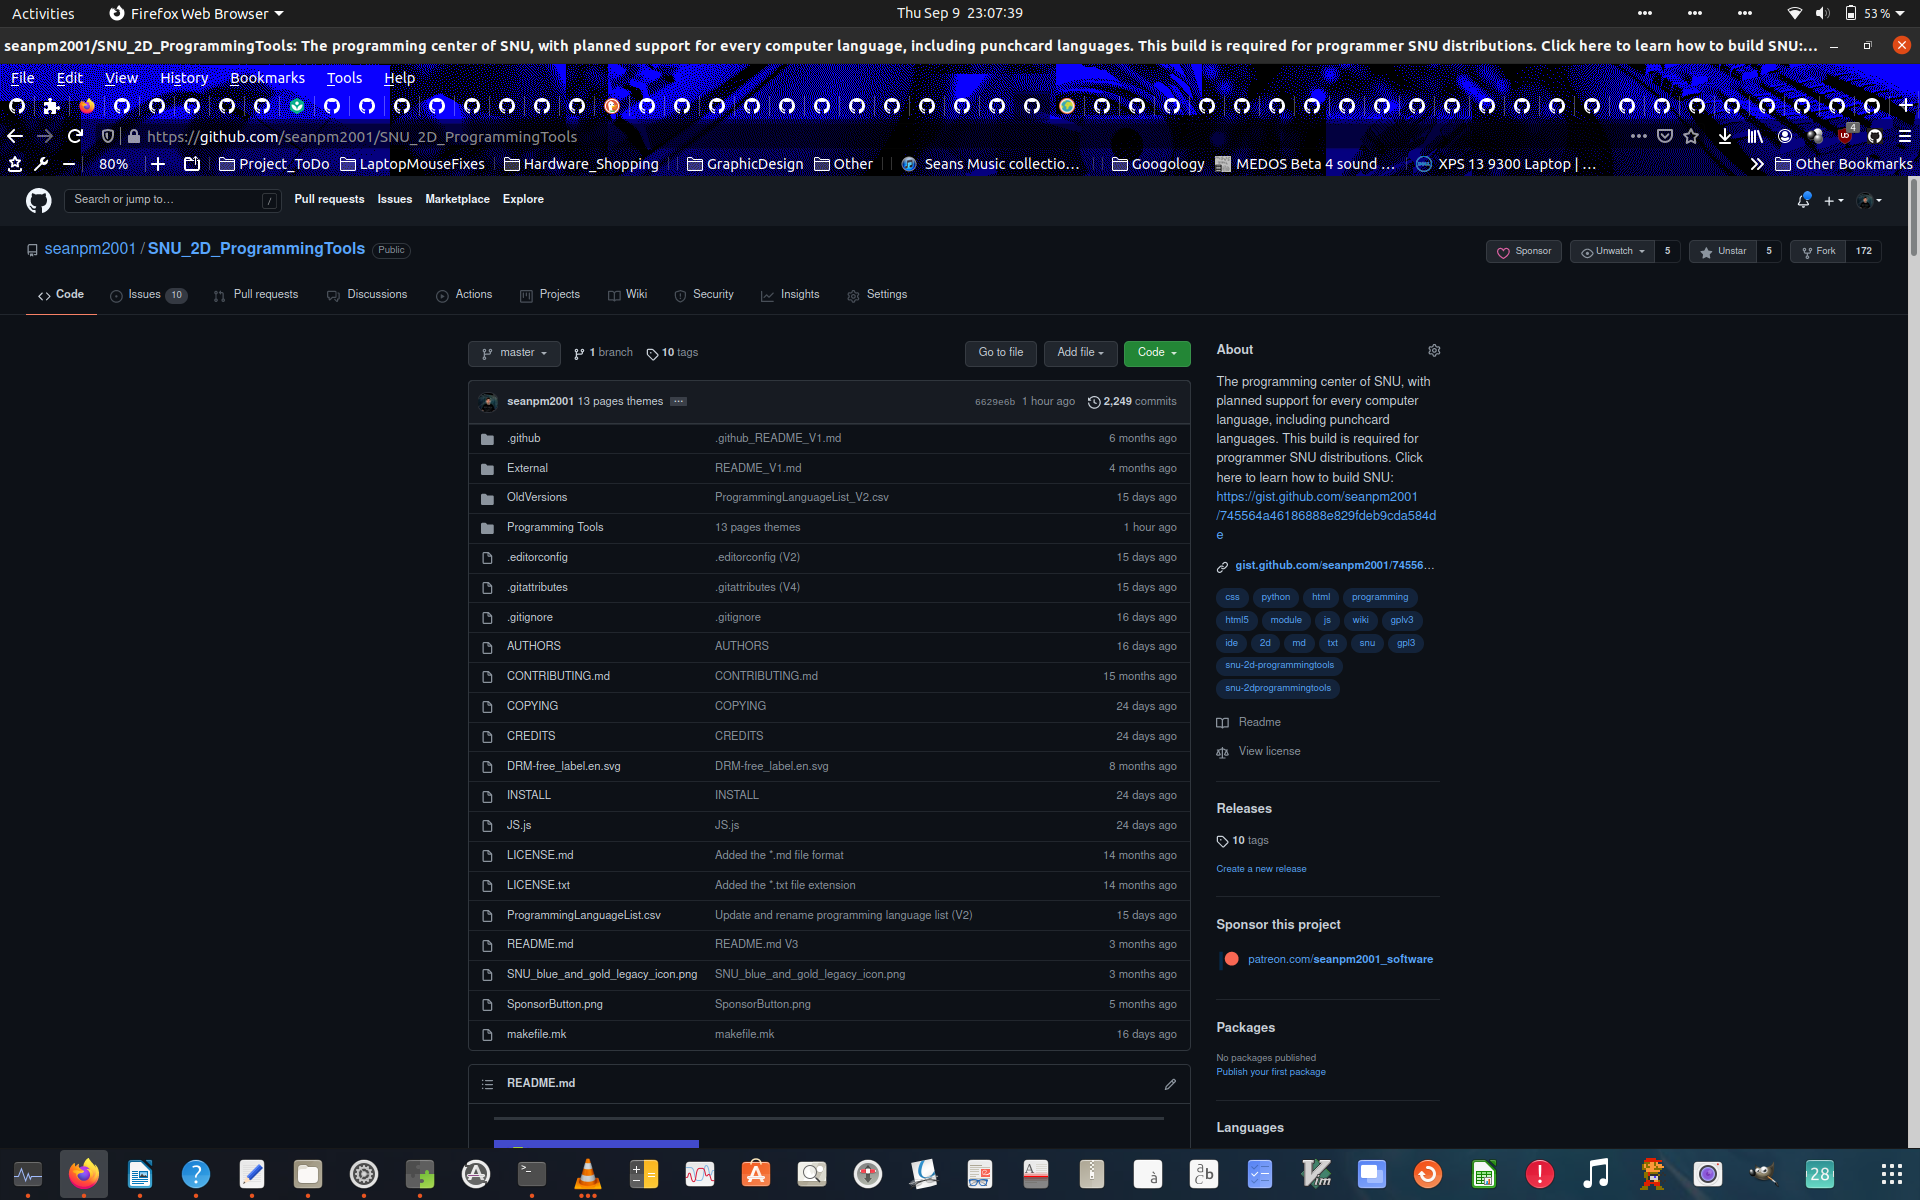 Activities
Firefox Web Browser
Thu Sep 9 23:07:39
53 %
seanpm2001/SNU_2D_ProgrammingTools: The programming center of SNU, with planned support for every computer language, including punchcard languages. This build is required for programmer SNU distributions. Click here to learn how to build SNU:...
File Edit View History Bookmarks Tools Help
https://github.com/seanpm2001/SNU_2D_ProgrammingTools
4
80%
Project_ToDo
LaptopMouseFixes
Hardware_Shopping
GraphicDesign
Other
Seans Music collectio...
Googology
MEDOS Beta 4 sound ...
XPS 13 9300 Laptop | ...
Other Bookmarks
Search or jump to...
/
Pull requests Issues Marketplace Explore
seanpm2001 / SNU_2D_ProgrammingTools
Public
Sponsor
Unwatch 5
Unstar 5
Fork 172
Code
Issues 10
Pull requests
Discussions
Actions
Projects
Wiki
Security
Insights
Settings
master
1 branch
10 tags
Go to file
Add file
Code
seanpm2001 13 pages themes ...
6629e6b 1 hour ago
2,249 commits
.github .github_README_V1.md 6 months ago
External README_V1.md 4 months ago
OldVersions ProgrammingLanguageList_V2.csv 15 days ago
Programming Tools 13 pages themes 1 hour ago
.editorconfig .editorconfig (V2) 15 days ago
.gitattributes .gitattributes (V4) 15 days ago
.gitignore .gitignore 16 days ago
AUTHORS AUTHORS 16 days ago
CONTRIBUTING.md CONTRIBUTING.md 15 months ago
COPYING COPYING 24 days ago
CREDITS CREDITS 24 days ago
DRM-free_label.en.svg DRM-free_label.en.svg 8 months ago
INSTALL INSTALL 24 days ago
JS.js JS.js 24 days ago
LICENSE.md Added the *.md file format 14 months ago
LICENSE.txt Added the *.txt file extension 14 months ago
ProgrammingLanguageList.csv Update and rename programming language list (V2) 15 days ago
README.md README.md V3 3 months ago
SNU_blue_and_gold_legacy_icon.png SNU_blue_and_gold_legacy_icon.png 3 months ago
SponsorButton.png SponsorButton.png 5 months ago
makefile.mk makefile.mk 16 days ago
README.md
About
The programming center of SNU, with
planned support for every computer
language, including punchcard
languages. This build is required for
programmer SNU distributions. Click
here to learn how to build SNU:
https://gist.github.com/seanpm2001
/745564a46186888e829fdeb9cda584d
e
gist.github.com/seanpm2001/74556...
css python html programming
html5 module js wiki gplv3
ide 2d md txt snu gpl3
snu-2d-programmingtools
snu-2dprogrammingtools
Readme
View license
Releases
10 tags
Create a new release
Sponsor this project
patreon.com/seanpm2001_software
Packages
No packages published
Publish your first package
Languages
28